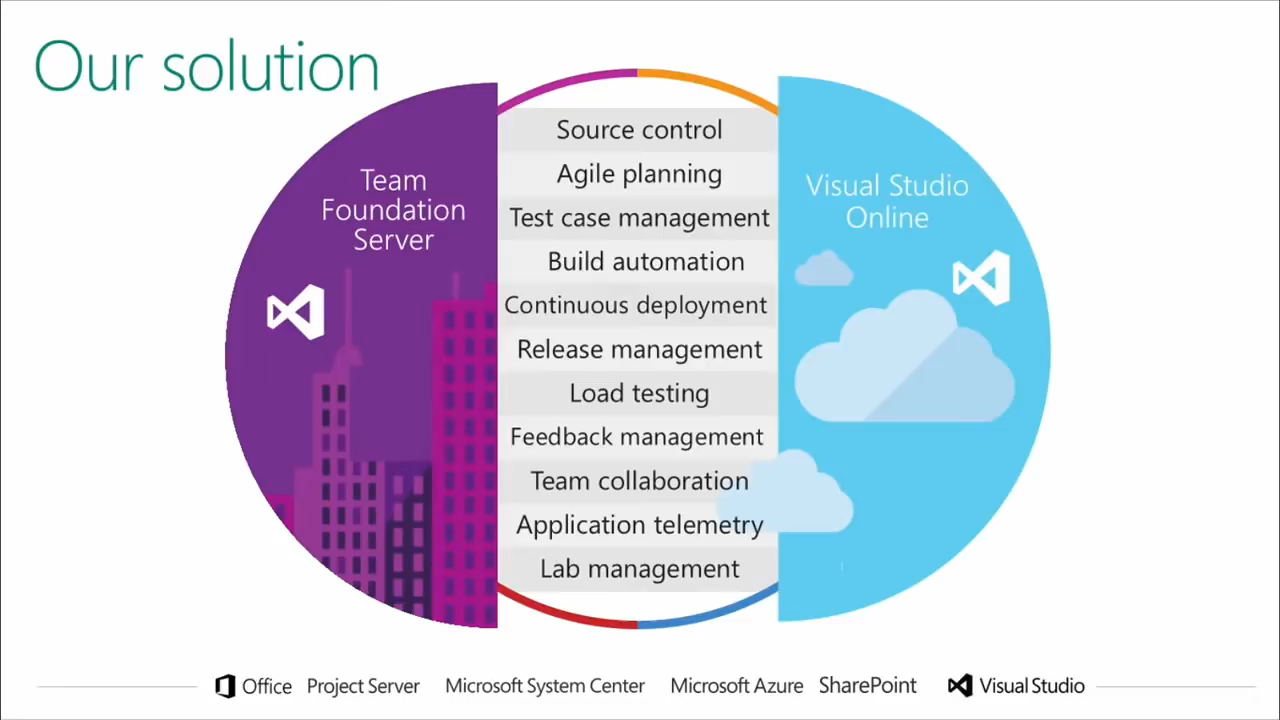 Our solution
Team
Foundation
Server
Source control
Agile planning
Test case management
Build automation
Continuous deployment
Release management
Load testing
Feedback management
Team collaboration
Application telemetry
Lab management
Visual Studio
Online
Office Project Server Microsoft System Center Microsoft Azure SharePoint Visual Studio